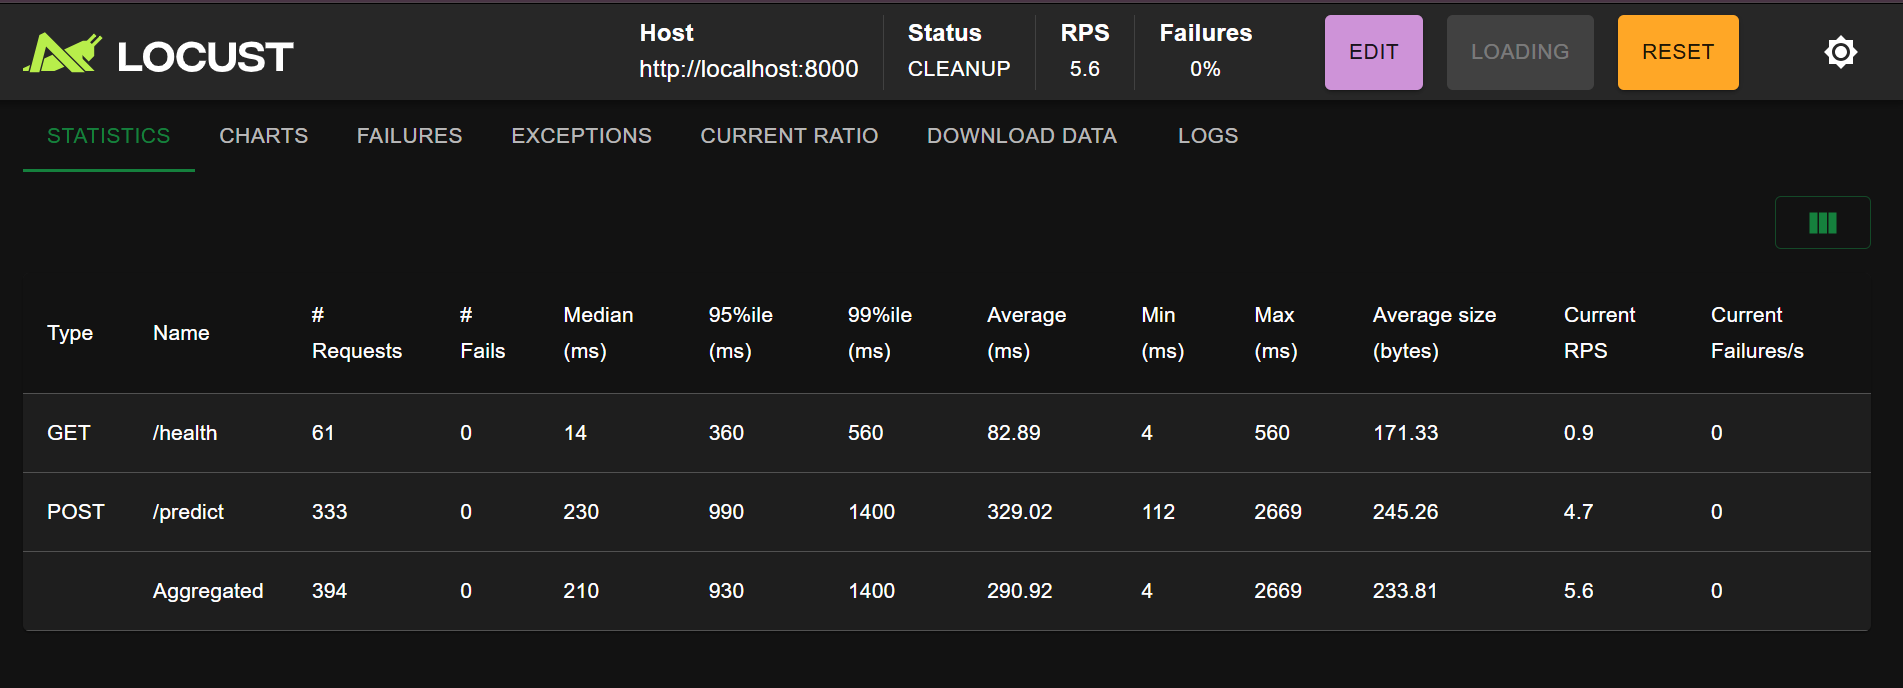 LOCUST
Host
http://localhost:8000
Status
CLEANUP
RPS
5.6
Failures
0%
EDIT
LOADING
RESET
STATISTICS CHARTS FAILURES EXCEPTIONS CURRENT RATIO DOWNLOAD DATA LOGS
Type Name # Requests # Fails Median (ms) 95%ile (ms) 99%ile (ms) Average (ms) Min (ms) Max (ms) Average size (bytes) Current RPS Current Failures/s
GET /health 61 0 14 360 560 82.89 4 560 171.33 0.9 0
POST /predict 333 0 230 990 1400 329.02 112 2669 245.26 4.7 0
Aggregated 394 0 210 930 1400 290.92 4 2669 233.81 5.6 0